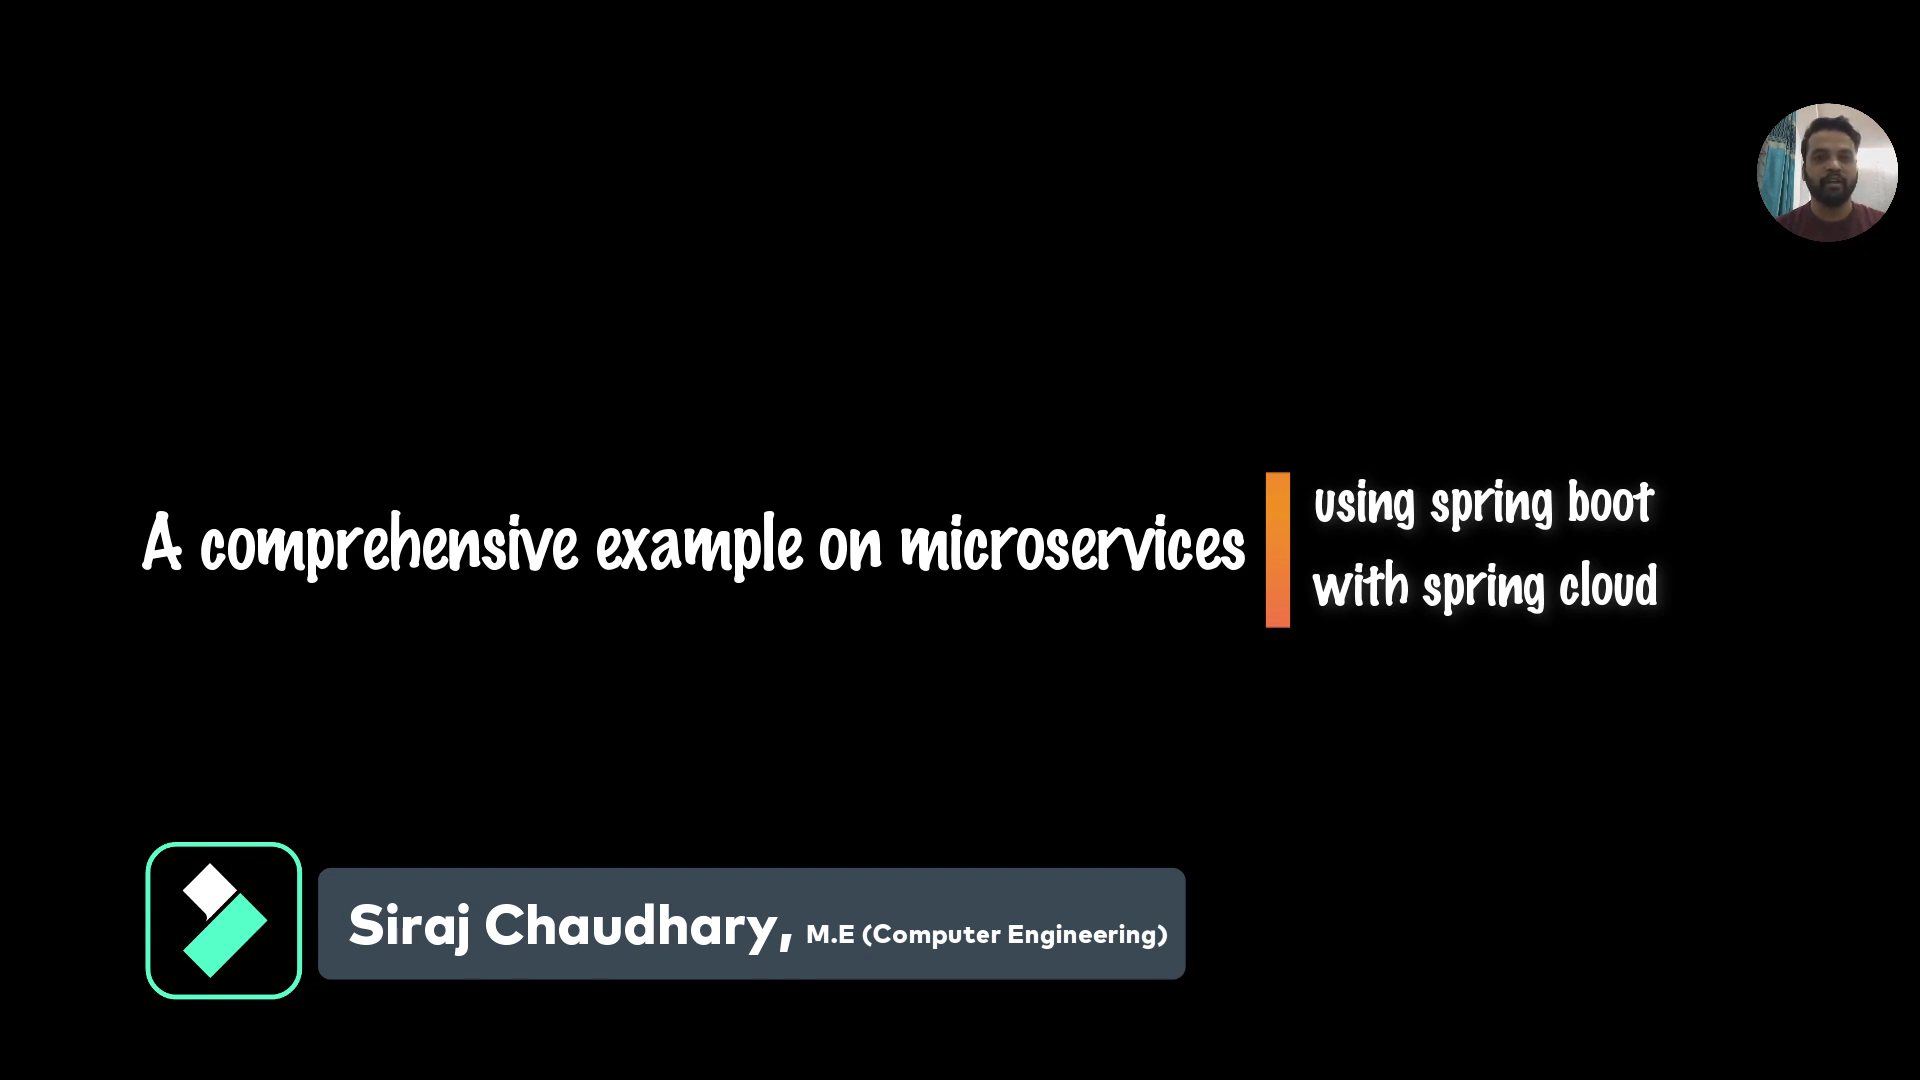 A comprehensive example on microservices
using spring boot
with spring cloud
Siraj Chaudhary, M.E (Computer Engineering)